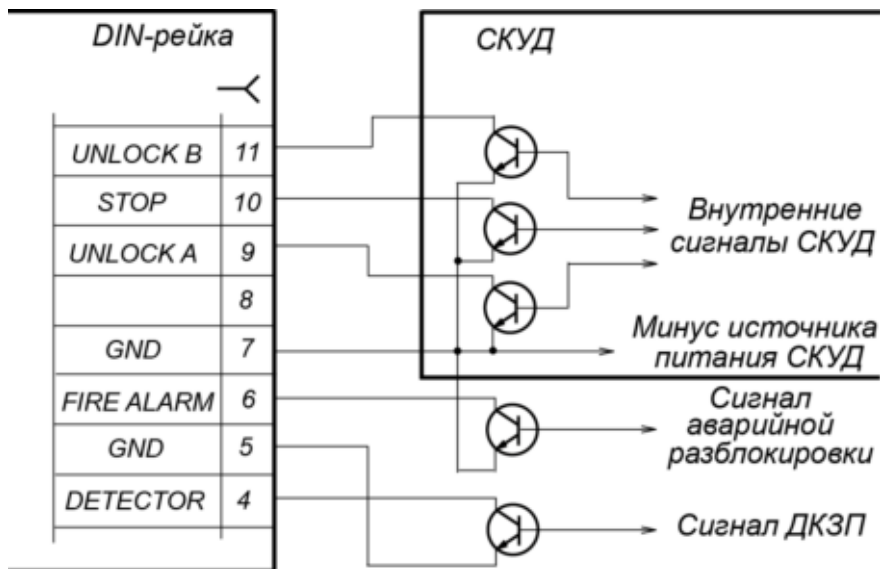 DIN-рейка
СКУД
UNLOCK B 11
STOP 10
UNLOCK A 9
8
GND 7
FIRE ALARM 6
GND 5
DETECTOR 4
Внутренние
сигналы СКУД
Минус источника
питания СКУД
Сигнал
аварийной
разблокировки
Сигнал ДКЗП